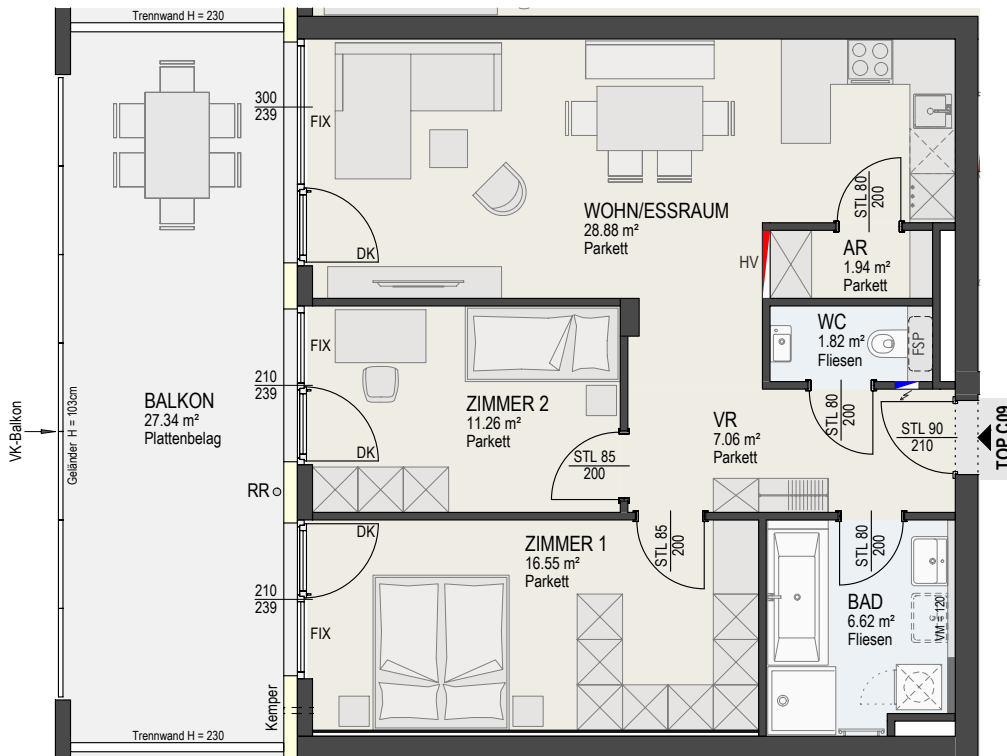 Trennwand H = 230
300
239
FIX
DK
WOHN/ESSRAUM
28.88 m²
Parkett
STL 80
200
HV
AR
1.94 m²
Parkett
WC
1.82 m²
Fliesen
FSP
FIX
210
239
DK
BALKON
27.34 m²
Plattenbelag
Geländer H = 103cm
VK-Balkon
ZIMMER 2
11.26 m²
Parkett
STL 85
200
VR
7.06 m²
Parkett
STL 80
200
STL 90
210
TOP C09
RR
DK
ZIMMER 1
16.55 m²
Parkett
STL 85
200
STL 80
200
210
239
FIX
BAD
6.62 m²
Fliesen
VM = 120
Kemper
Trennwand H = 230